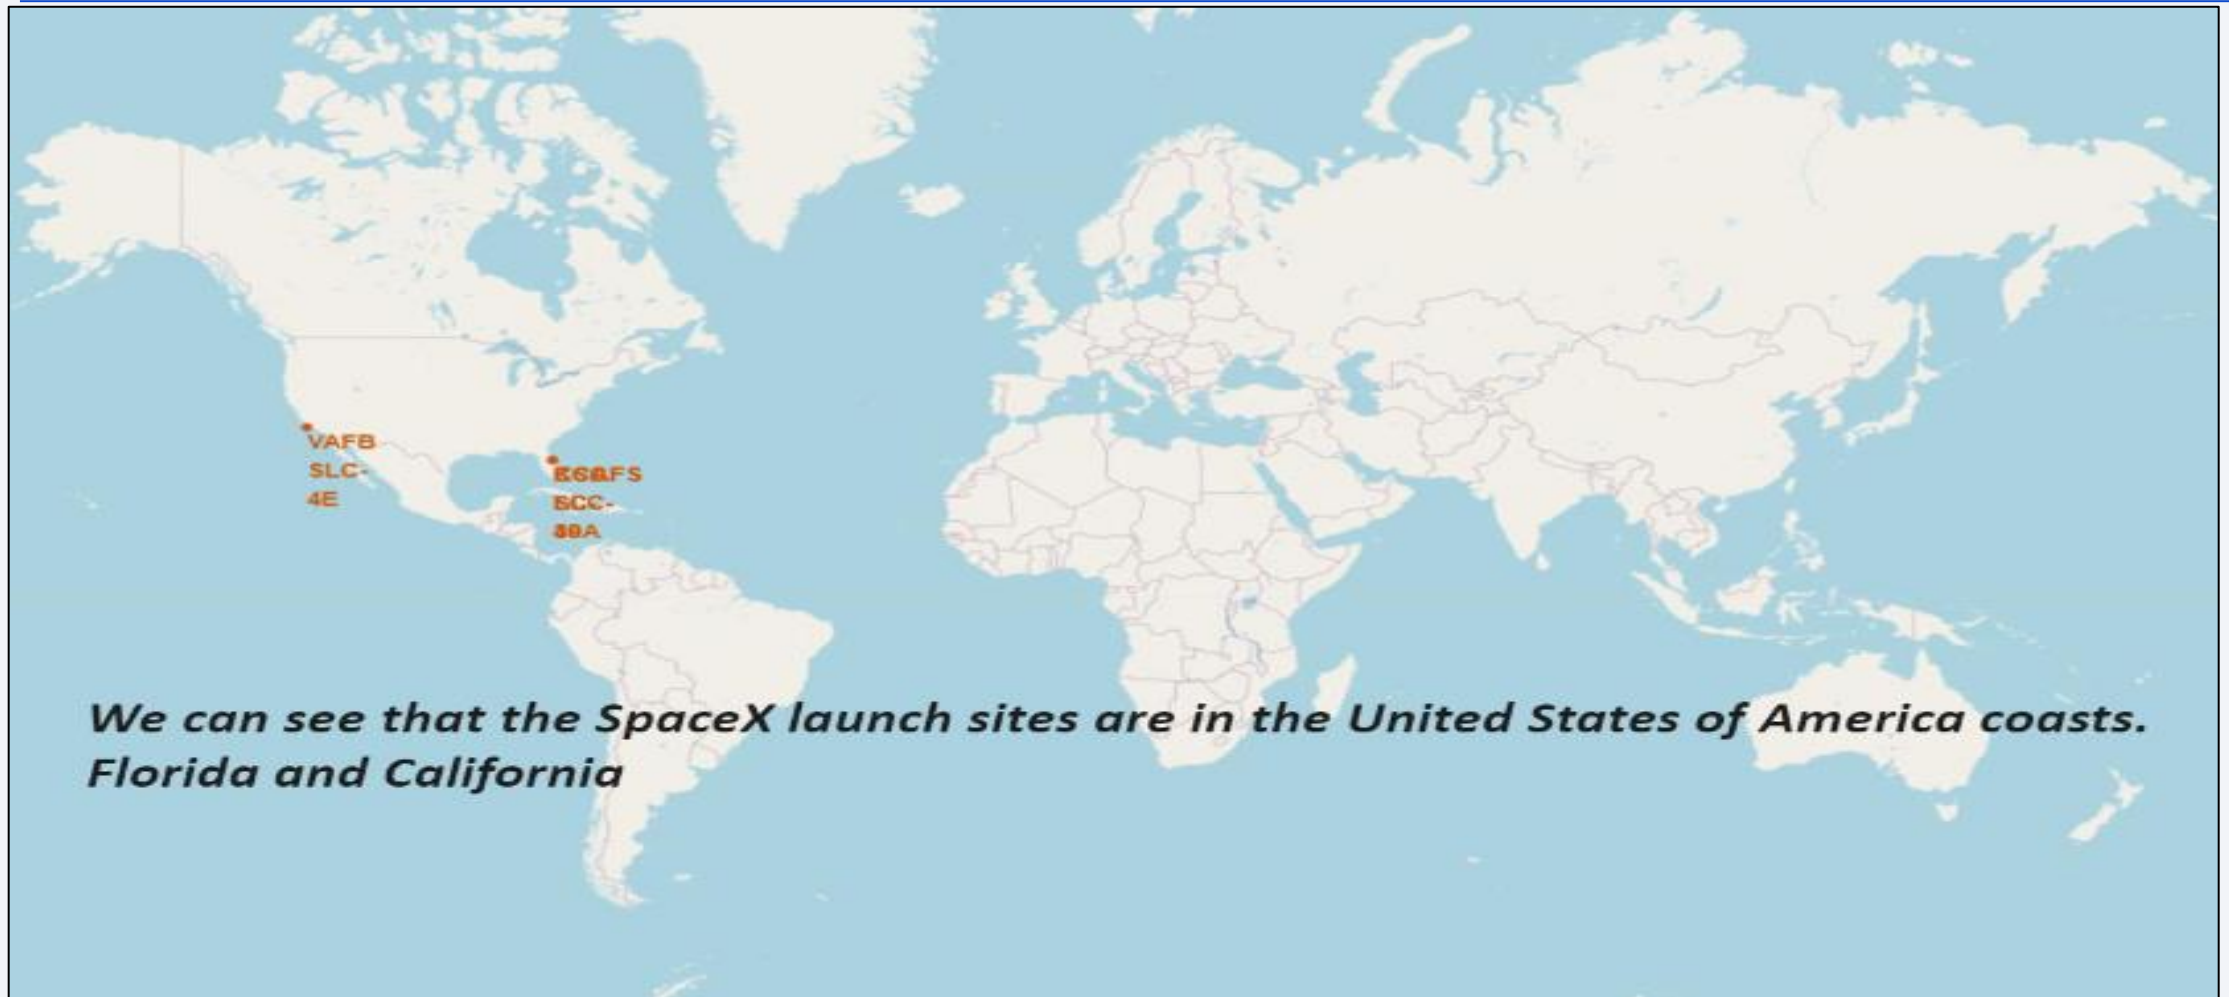 VAFB
SLC-
4E
We can see that the SpaceX launch sites are in the United States of America coasts.
Florida and California